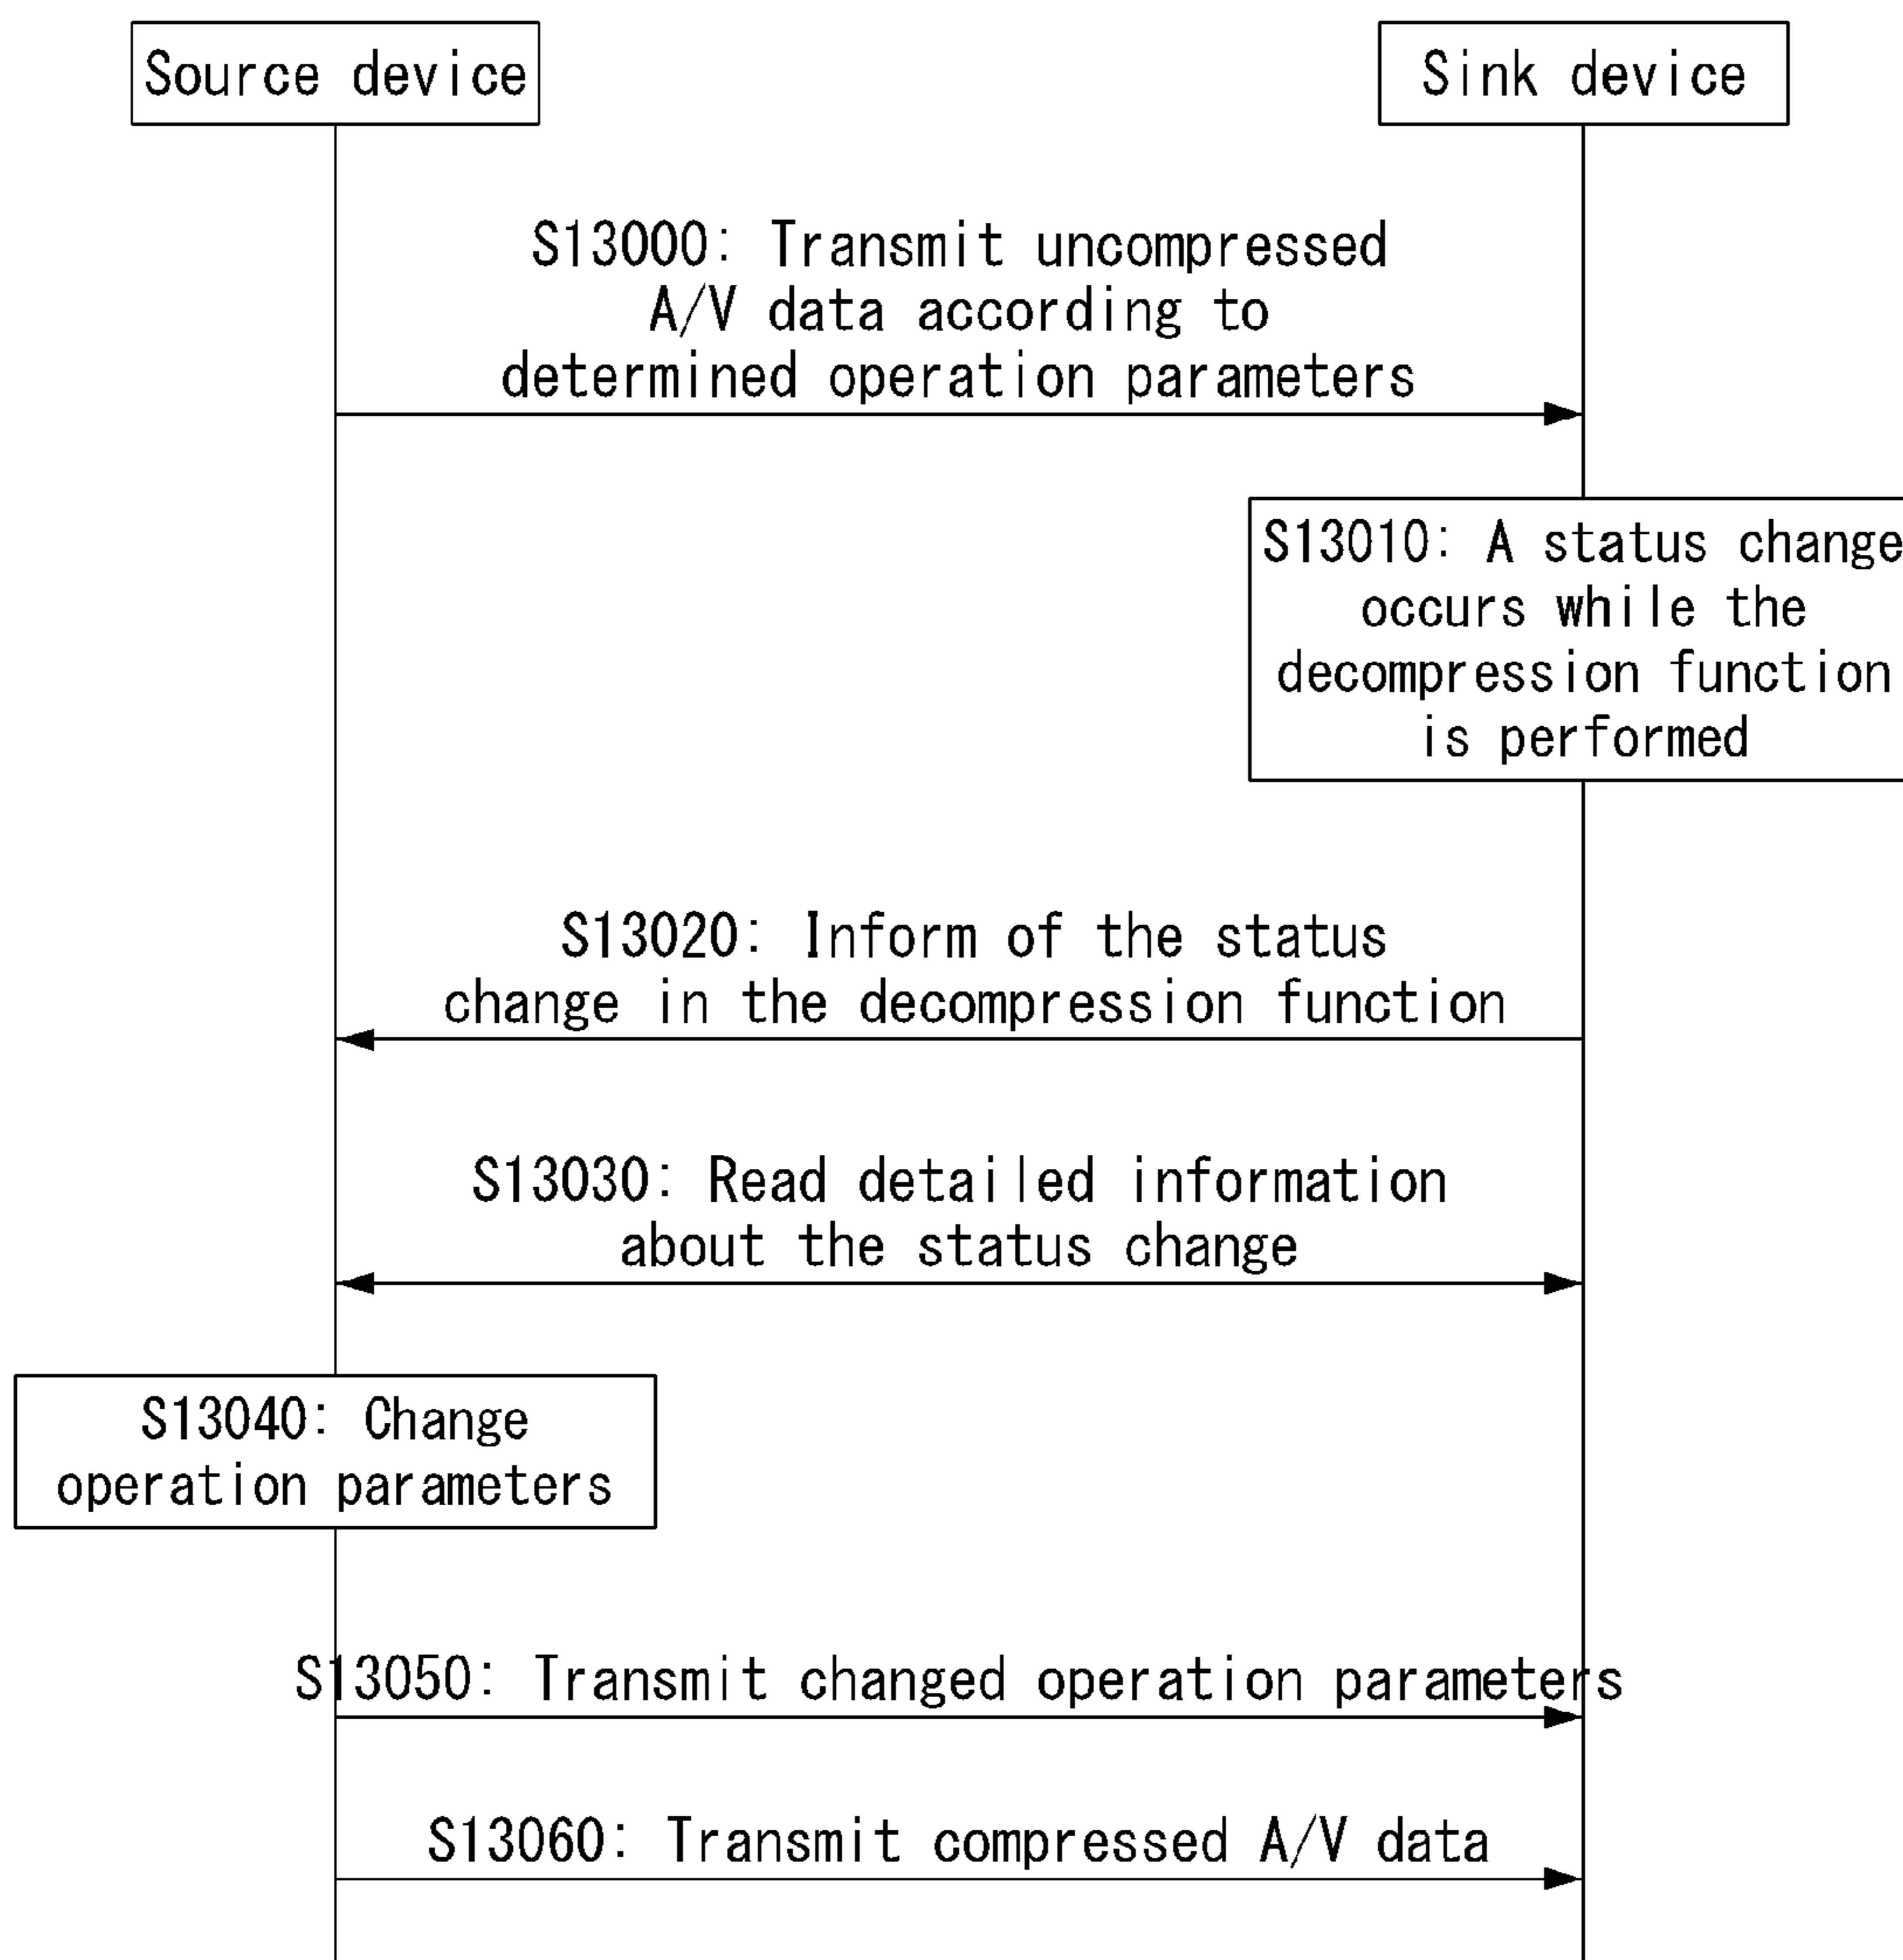 Source device
Sink device
S13000: Transmit uncompressed
A/V data according to
determined operation parameters
S13010: A status change
occurs while the
decompression function
is performed
S13020: Inform of the status
change in the decompression function
S13030: Read detailed information
about the status change
S13040: Change
operation parameters
S13050: Transmit changed operation parameters
S13060: Transmit compressed A/V data